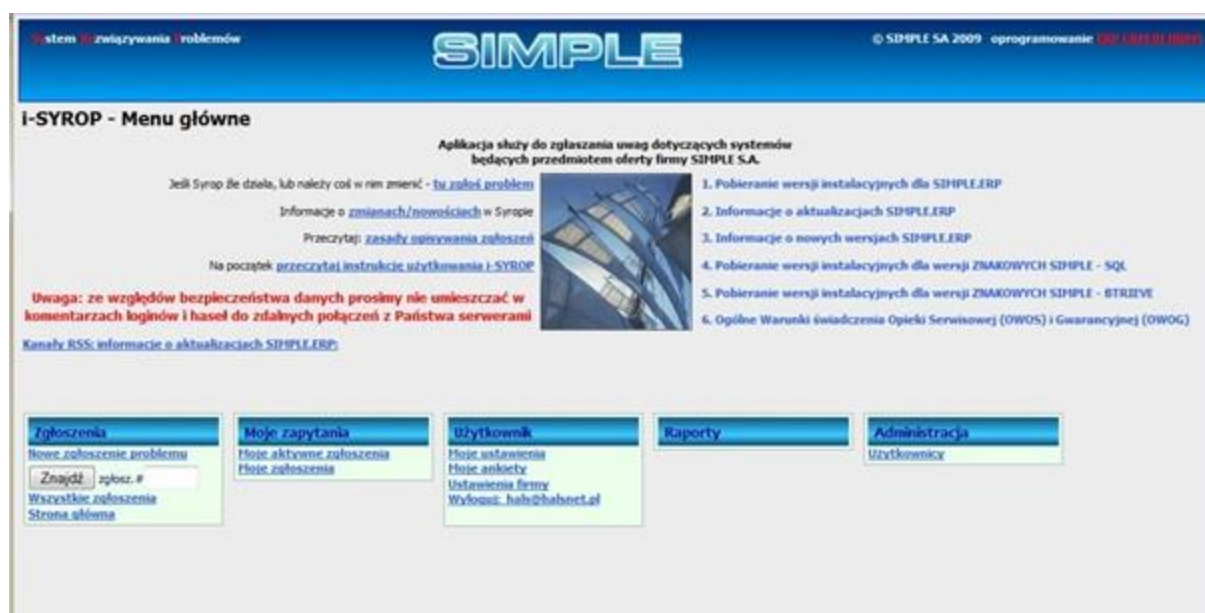 System Rozwiązywania Problemów
SIMPLE
© SIMPLE SA 2009 oprogramowanie
i-SYROP - Menu główne
Aplikacja służy do zgłaszania uwag dotyczących systemów
będących przedmiotem oferty firmy SIMPLE S.A.
Jeśli Syrop źle działa, lub należy coś w nim zmienić - tu zgłoś problem
Informacje o zmianach/nowościach w Syropie
Przeczytaj: zasady opisywania zgłoszeń
Na początek przeczytaj instrukcję użytkowania i-SYROP
Uwaga: ze względów bezpieczeństwa danych prosimy nie umieszczać w
komentarzach loginów i haseł do zdalnych połączeń z Państwa serwerami
Kanały RSS: informacje o aktualizacjach SIMPLE.ERP:
1. Pobieranie wersji instalacyjnych dla SIMPLE.ERP
2. Informacje o aktualizacjach SIMPLE.ERP
3. Informacje o nowych wersjach SIMPLE.ERP
4. Pobieranie wersji instalacyjnych dla wersji ZNAKOWYCH SIMPLE - SQL
5. Pobieranie wersji instalacyjnych dla wersji ZNAKOWYCH SIMPLE - BTRIEVE
6. Ogólne Warunki świadczenia Opieki Serwisowej (OWOS) i Gwarancyjnej (OWOG)
Zgłoszenia
Nowe zgłoszenie problemu
Znajdź zgłosz. #
Wszystkie zgłoszenia
Strona główna
Moje zapytania
Moje aktywne zgłoszenia
Moje zgłoszenia
Użytkownik
Moje ustawienia
Moje ankiety
Ustawienia firmy
Wyloguj: hals@halsnet.pl
Raporty
Administracja
Użytkownicy